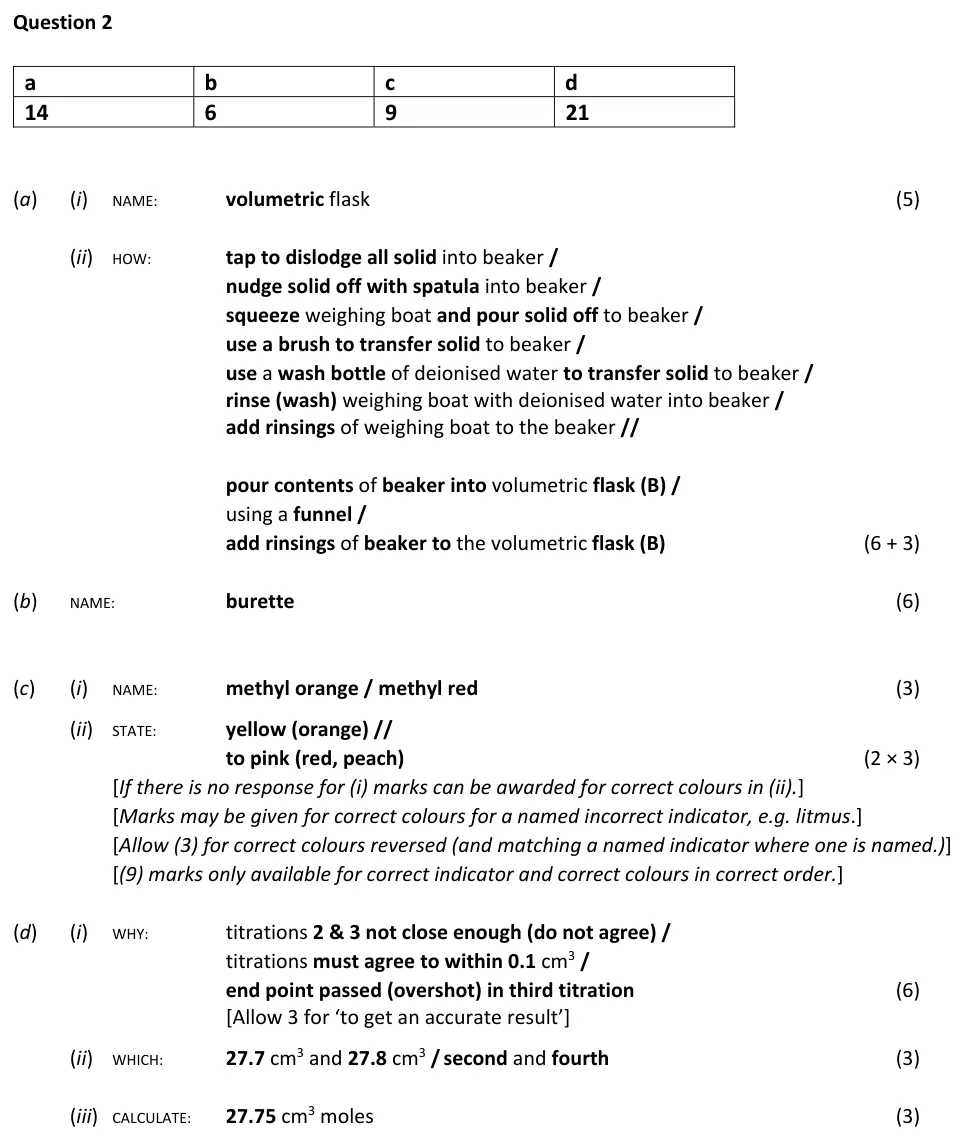 Question 2
a b c d
14 6 9 21
(a) (i) NAME: volumetric flask (5)
(ii) HOW: tap to dislodge all solid into beaker /
nudge solid off with spatula into beaker /
squeeze weighing boat and pour solid off to beaker /
use a brush to transfer solid to beaker /
use a wash bottle of deionised water to transfer solid to beaker /
rinse (wash) weighing boat with deionised water into beaker /
add rinsings of weighing boat to the beaker //
pour contents of beaker into volumetric flask (B) /
using a funnel /
add rinsings of beaker to the volumetric flask (B) (6 + 3)
(b) NAME: burette (6)
(c) (i) NAME: methyl orange / methyl red (3)
(ii) STATE: yellow (orange) //
to pink (red, peach) (2 × 3)
[If there is no response for (i) marks can be awarded for correct colours in (ii).]
[Marks may be given for correct colours for a named incorrect indicator, e.g. litmus.]
[Allow (3) for correct colours reversed (and matching a named indicator where one is named.)]
[(9) marks only available for correct indicator and correct colours in correct order.]
(d) (i) WHY: titrations 2 & 3 not close enough (do not agree) /
titrations must agree to within 0.1 cm³ /
end point passed (overshot) in third titration (6)
[Allow 3 for ‘to get an accurate result’]
(ii) WHICH: 27.7 cm³ and 27.8 cm³ / second and fourth (3)
(iii) CALCULATE: 27.75 cm³ moles (3)